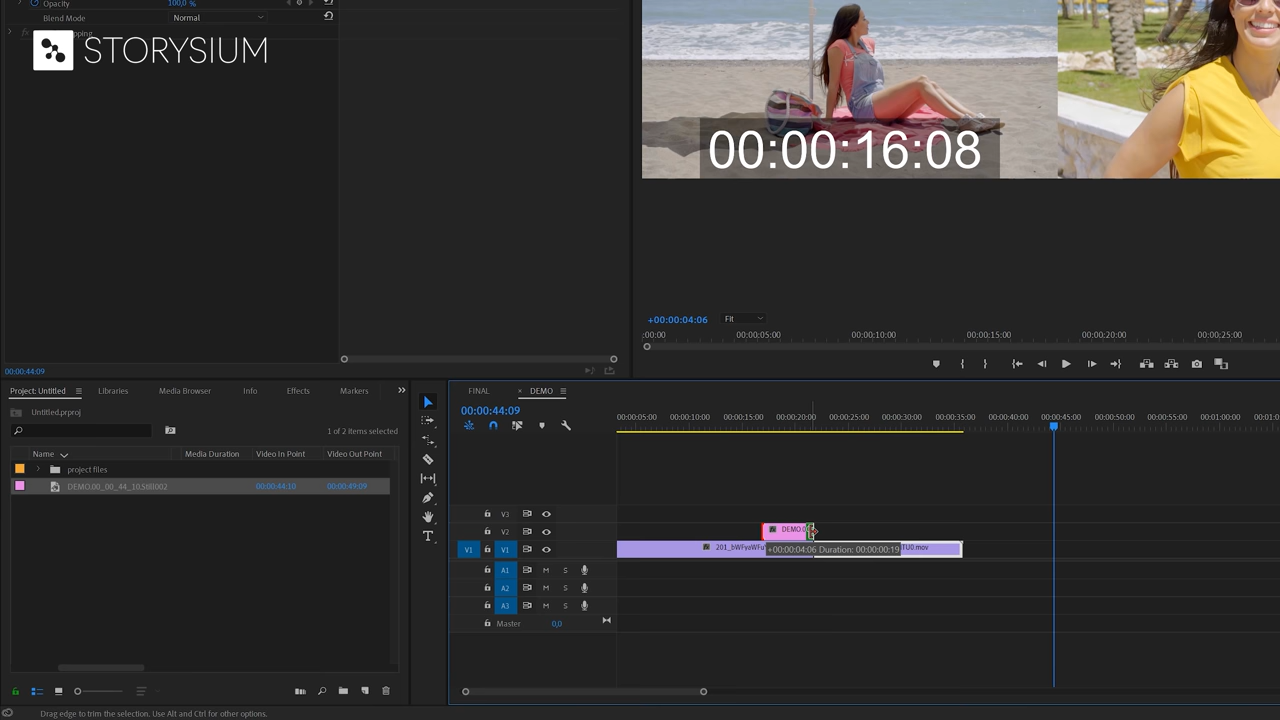 Opacity 100,0 %
Blend Mode Normal
STORYSIUM
00:00:16:08
+00:00:04:06 Fit
:00:00 00:00:05:00 00:00:10:00 00:00:15:00 00:00:20:00 00:00:25:00
00:00:44:09
Project: Untitled Libraries Media Browser Info Effects Markers
Untitled.prproj
1 of 2 items selected
Name Media Duration Video In Point Video Out Point
project files
DEMO.00_00_44_10.Still002 00:00:44:10 00:00:49:09
FINAL × DEMO
00:00:44:09
00:00:05:00 00:00:10:00 00:00:15:00 00:00:20:00 00:00:25:00 00:00:30:00 00:00:35:00 00:00:40:00 00:00:45:00 00:00:50:00 00:00:55:00 00:01:00:00
V3
V2 DEMO.0
V1 V1
+00:00:04:06 Duration: 00:00:00:19
TU0.mov
A1 M S
A2 M S
A3 M S
Master 0,0
Drag edge to trim the selection. Use Alt and Ctrl for other options.